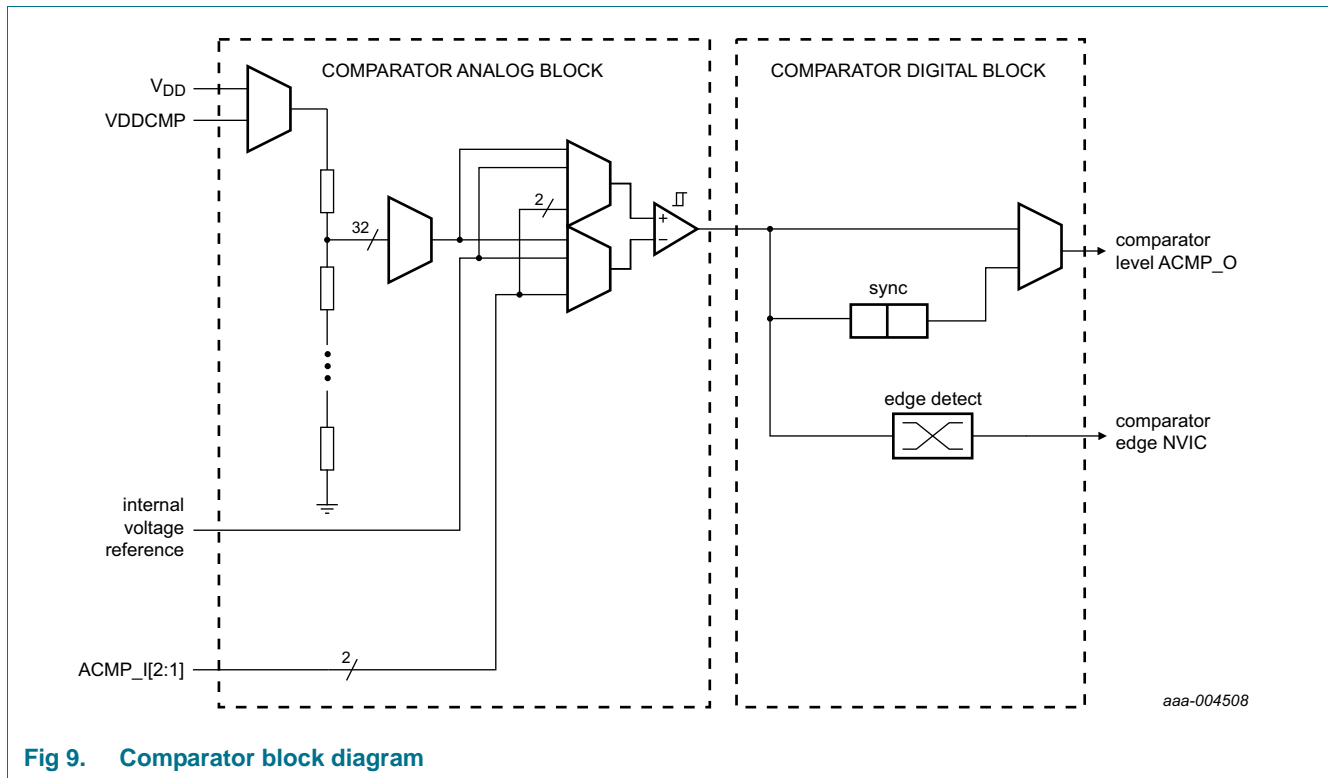 COMPARATOR ANALOG BLOCK
COMPARATOR DIGITAL BLOCK
VDD
VDDCMP
32
2
+
−
sync
comparator
level ACMP_O
edge detect
comparator
edge NVIC
internal
voltage
reference
ACMP_I[2:1]
2
aaa-004508
Fig 9. Comparator block diagram